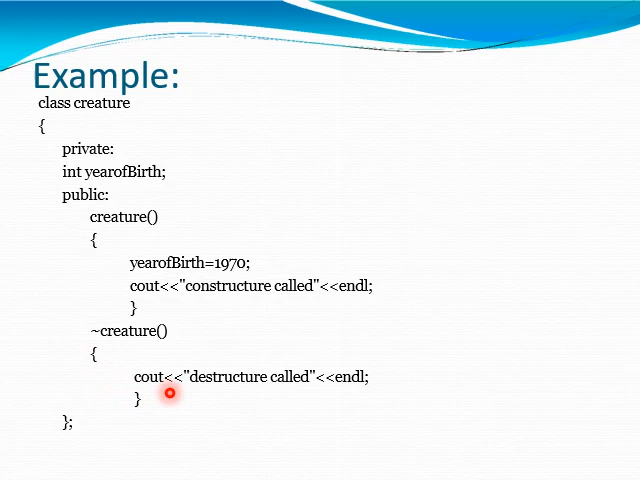 Example:
class creature
{
private:
int yearofBirth;
public:
creature()
{
yearofBirth=1970;
cout<<"constructure called"<<endl;
}
~creature()
{
cout<<"destructure called"<<endl;
}
};